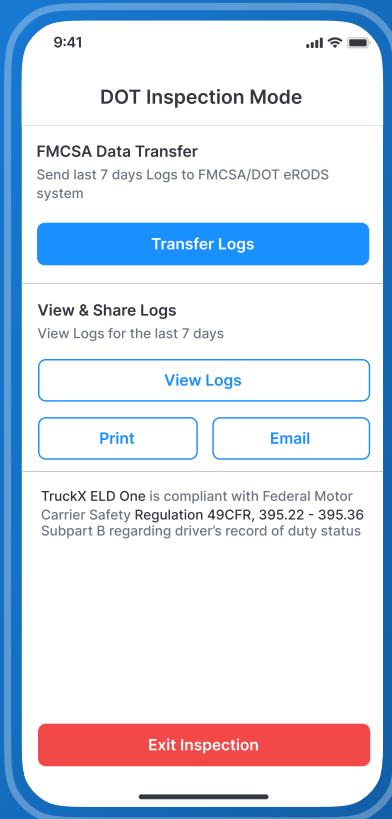 9:41
DOT Inspection Mode
FMCSA Data Transfer
Send last 7 days Logs to FMCSA/DOT eRODS
system
Transfer Logs
View & Share Logs
View Logs for the last 7 days
View Logs
Print
Email
TruckX ELD One is compliant with Federal Motor
Carrier Safety Regulation 49CFR, 395.22 - 395.36
Subpart B regarding driver’s record of duty status
Exit Inspection